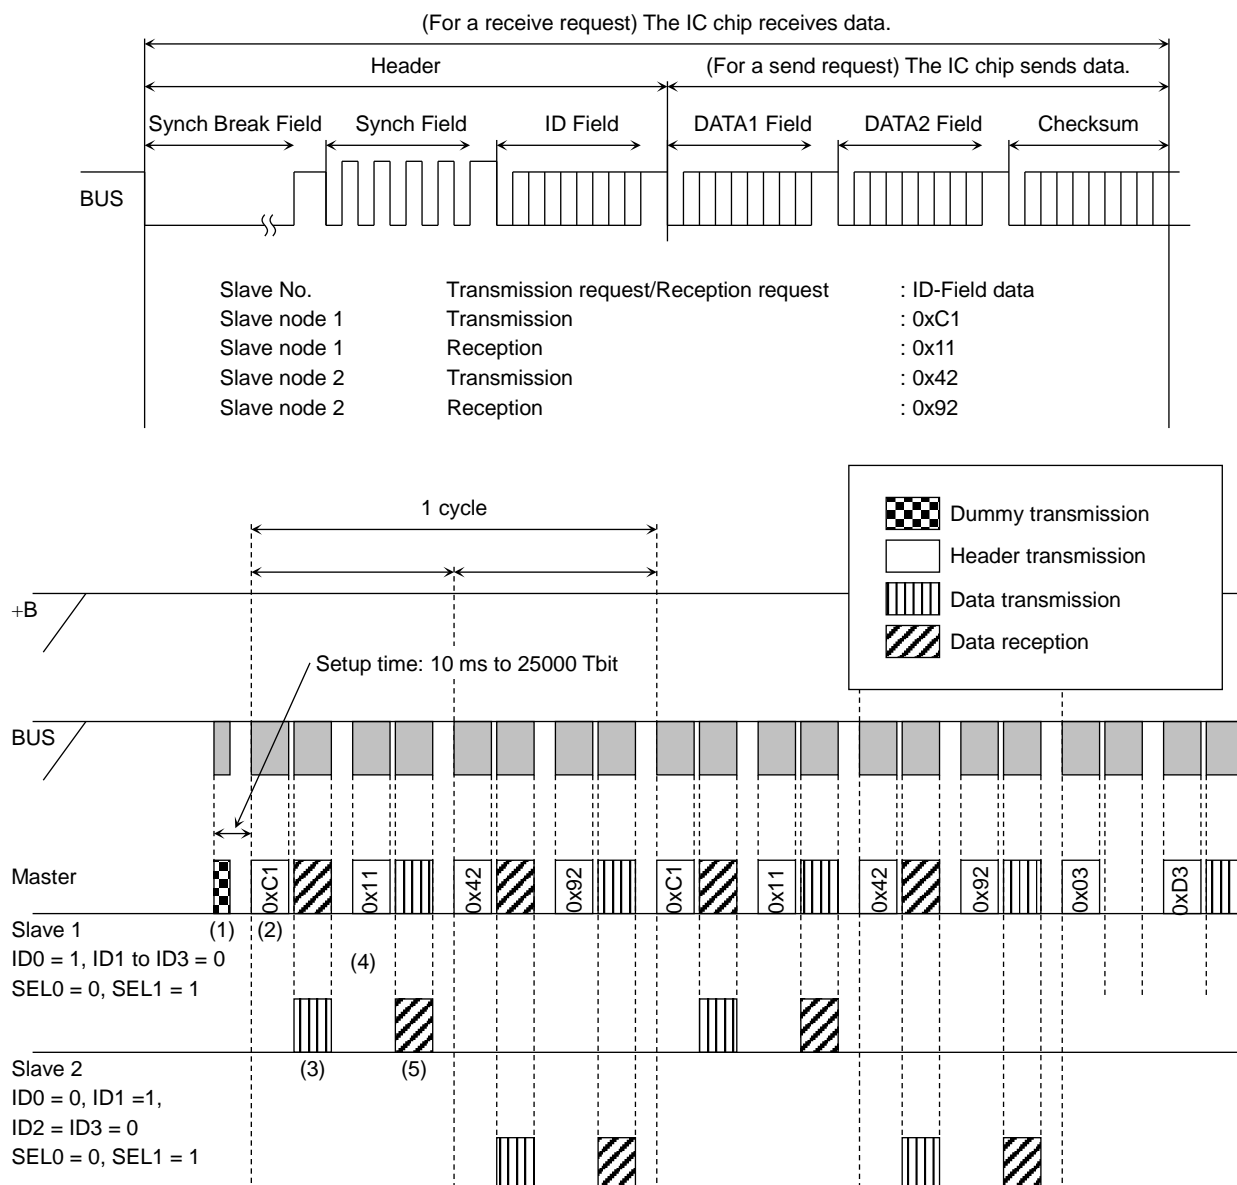 (For a receive request) The IC chip receives data.
Header
(For a send request) The IC chip sends data.
Synch Break Field
Synch Field
ID Field
DATA1 Field
DATA2 Field
Checksum
BUS
Slave No. Transmission request/Reception request : ID-Field data
Slave node 1 Transmission : 0xC1
Slave node 1 Reception : 0x11
Slave node 2 Transmission : 0x42
Slave node 2 Reception : 0x92
1 cycle
Dummy transmission
Header transmission
Data transmission
Data reception
+B
Setup time: 10 ms to 25000 Tbit
BUS
Master
0xC1
0x11
0x42
0x92
0xC1
0x11
0x42
0x92
0x03
0xD3
Slave 1
(1)
(2)
ID0 = 1, ID1 to ID3 = 0
(4)
SEL0 = 0, SEL1 = 1
Slave 2
(3)
(5)
ID0 = 0, ID1 =1,
ID2 = ID3 = 0
SEL0 = 0, SEL1 = 1